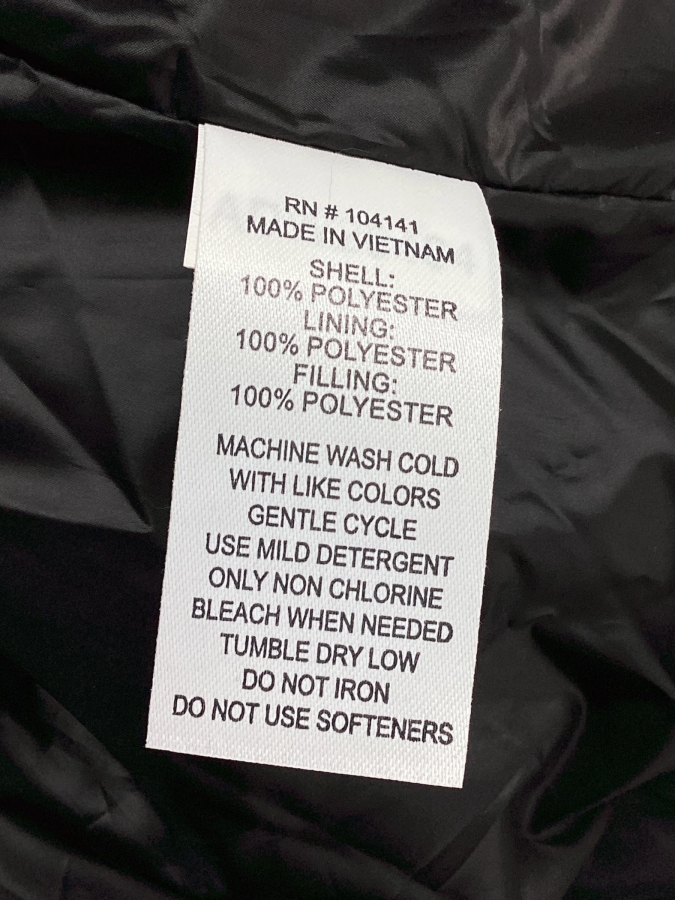 RN # 104141
MADE IN VIETNAM
SHELL:
100% POLYESTER
LINING:
100% POLYESTER
FILLING:
100% POLYESTER
MACHINE WASH COLD
WITH LIKE COLORS
GENTLE CYCLE
USE MILD DETERGENT
ONLY NON CHLORINE
BLEACH WHEN NEEDED
TUMBLE DRY LOW
DO NOT IRON
DO NOT USE SOFTENERS